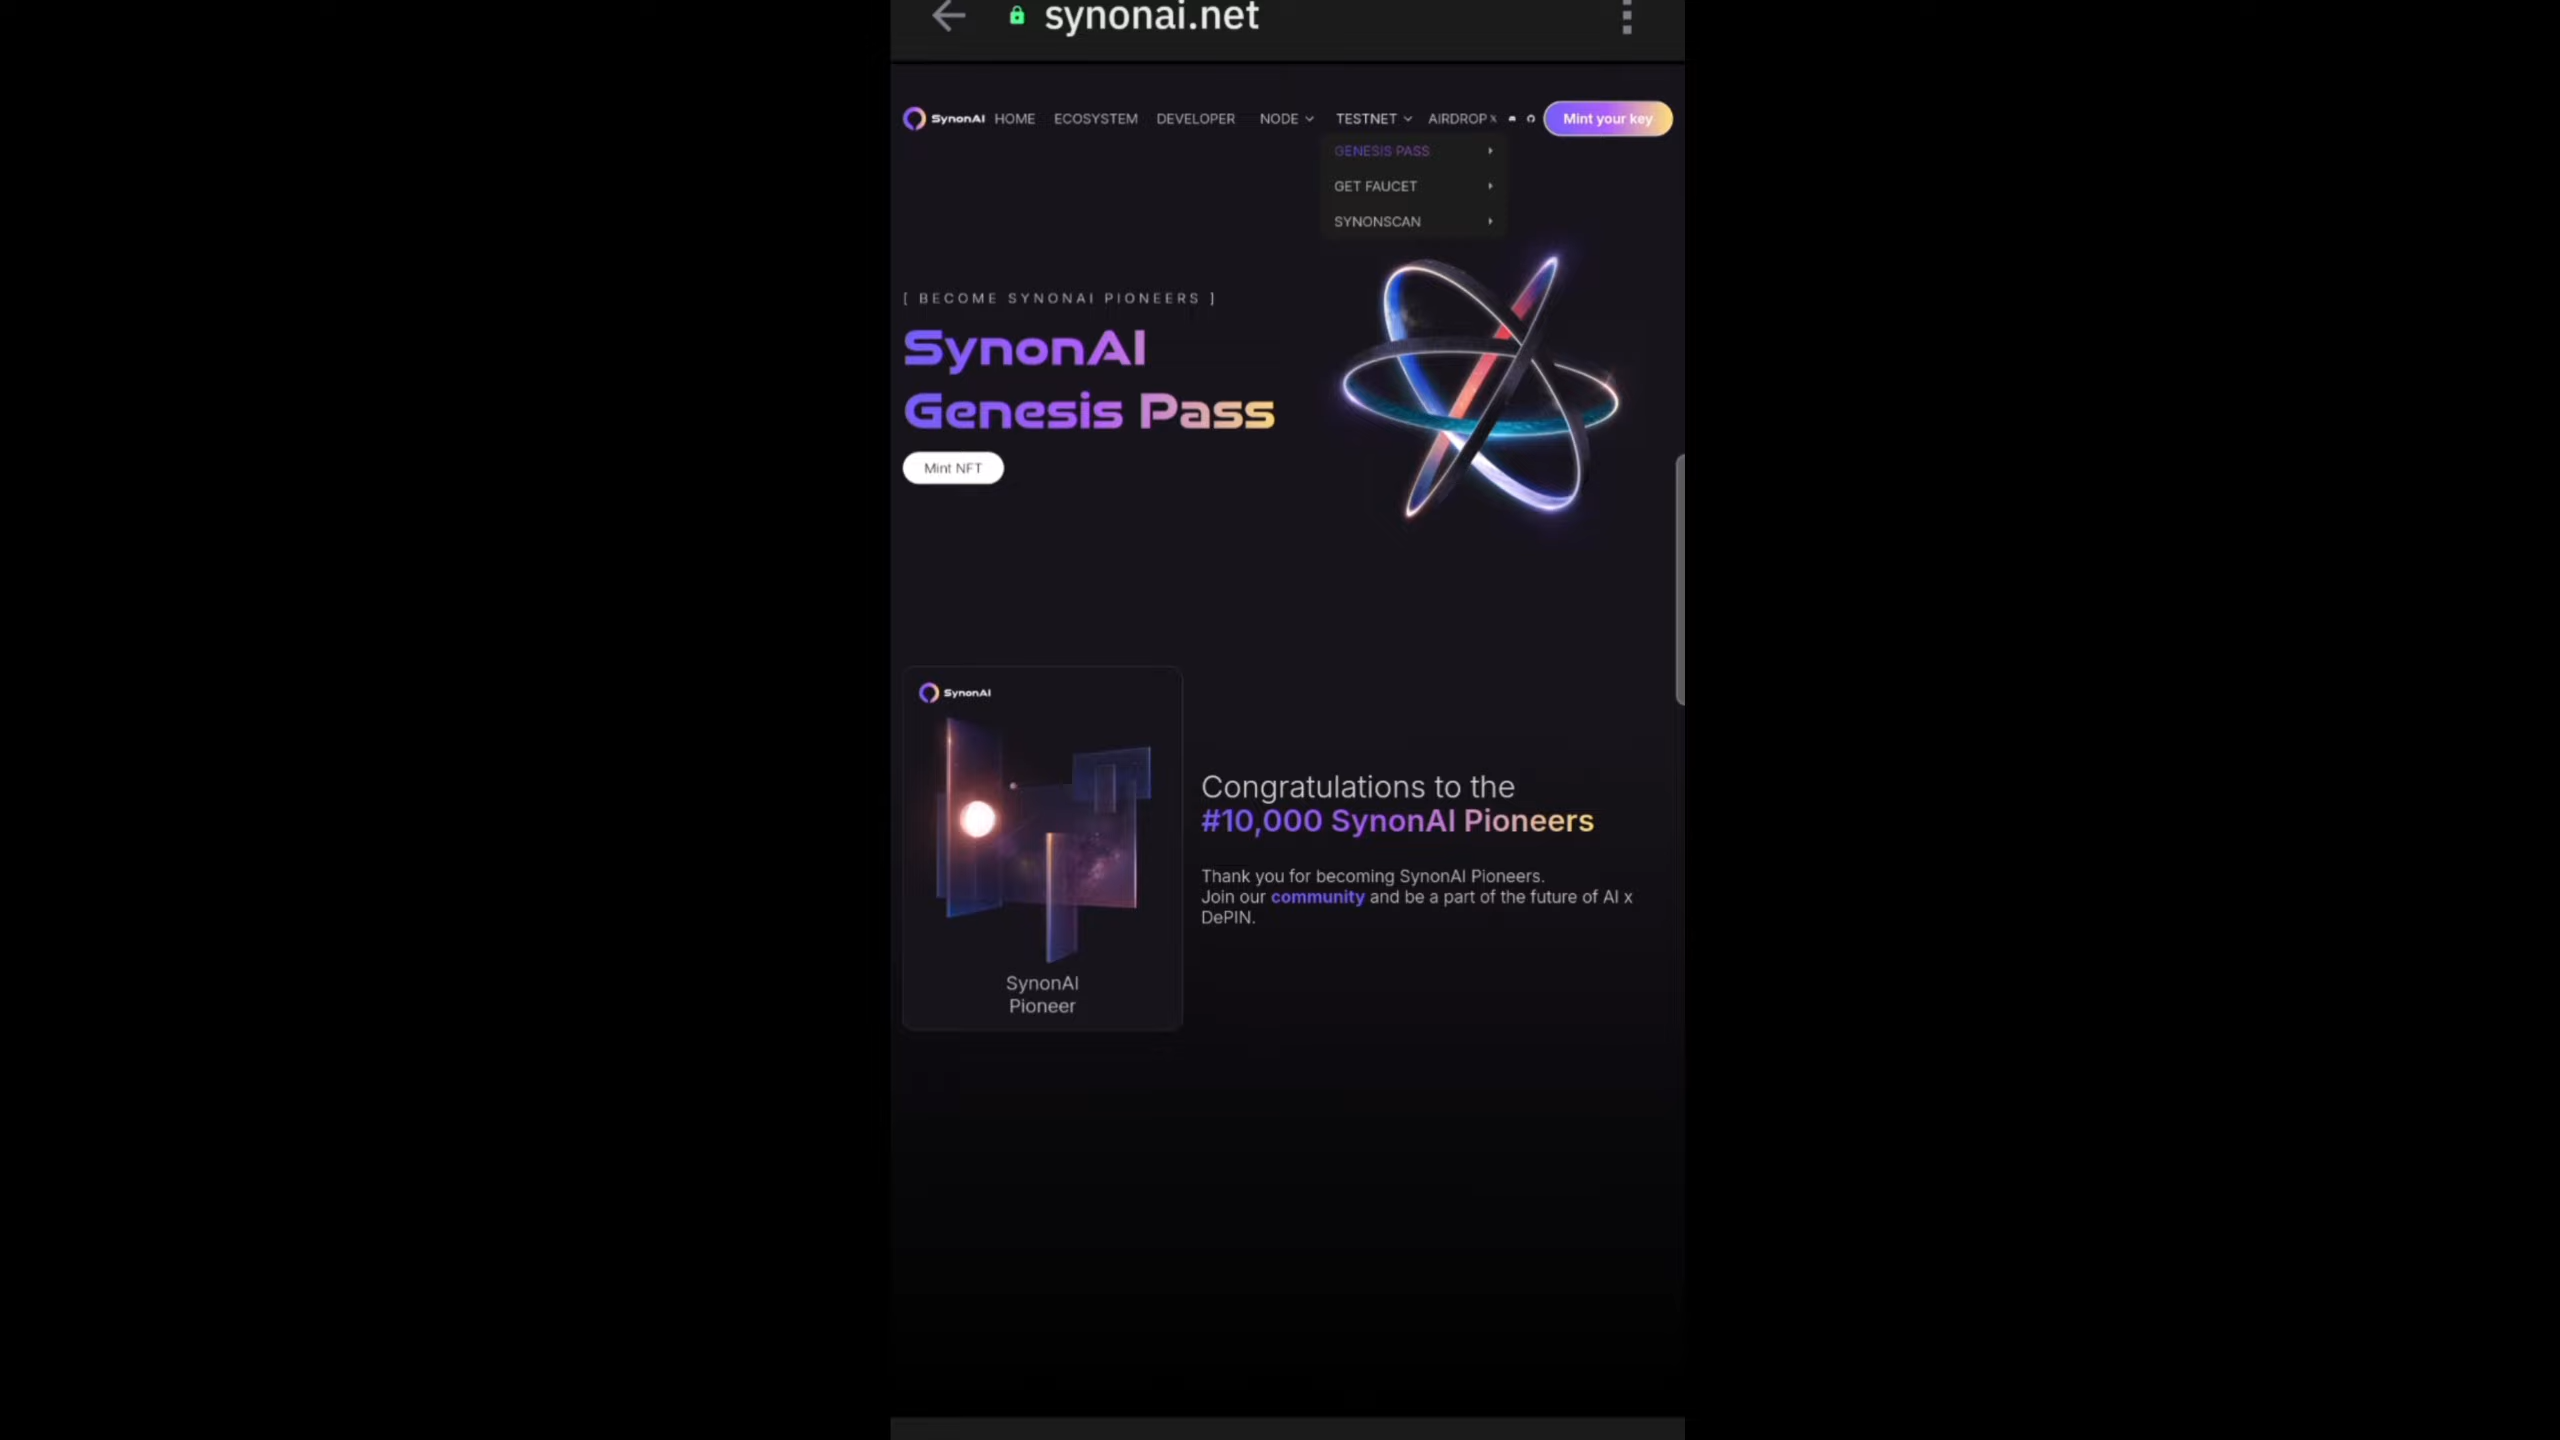 synonai.net
SynonAI HOME ECOSYSTEM DEVELOPER NODE TESTNET AIRDROP Mint your key
GENESIS PASS
GET FAUCET
SYNONSCAN
[ BECOME SYNONAI PIONEERS ]
SynonAI
Genesis Pass
Mint NFT
SynonAI
SynonAI
Pioneer
Congratulations to the
#10,000 SynonAI Pioneers
Thank you for becoming SynonAI Pioneers.
Join our community and be a part of the future of AI x
DePIN.